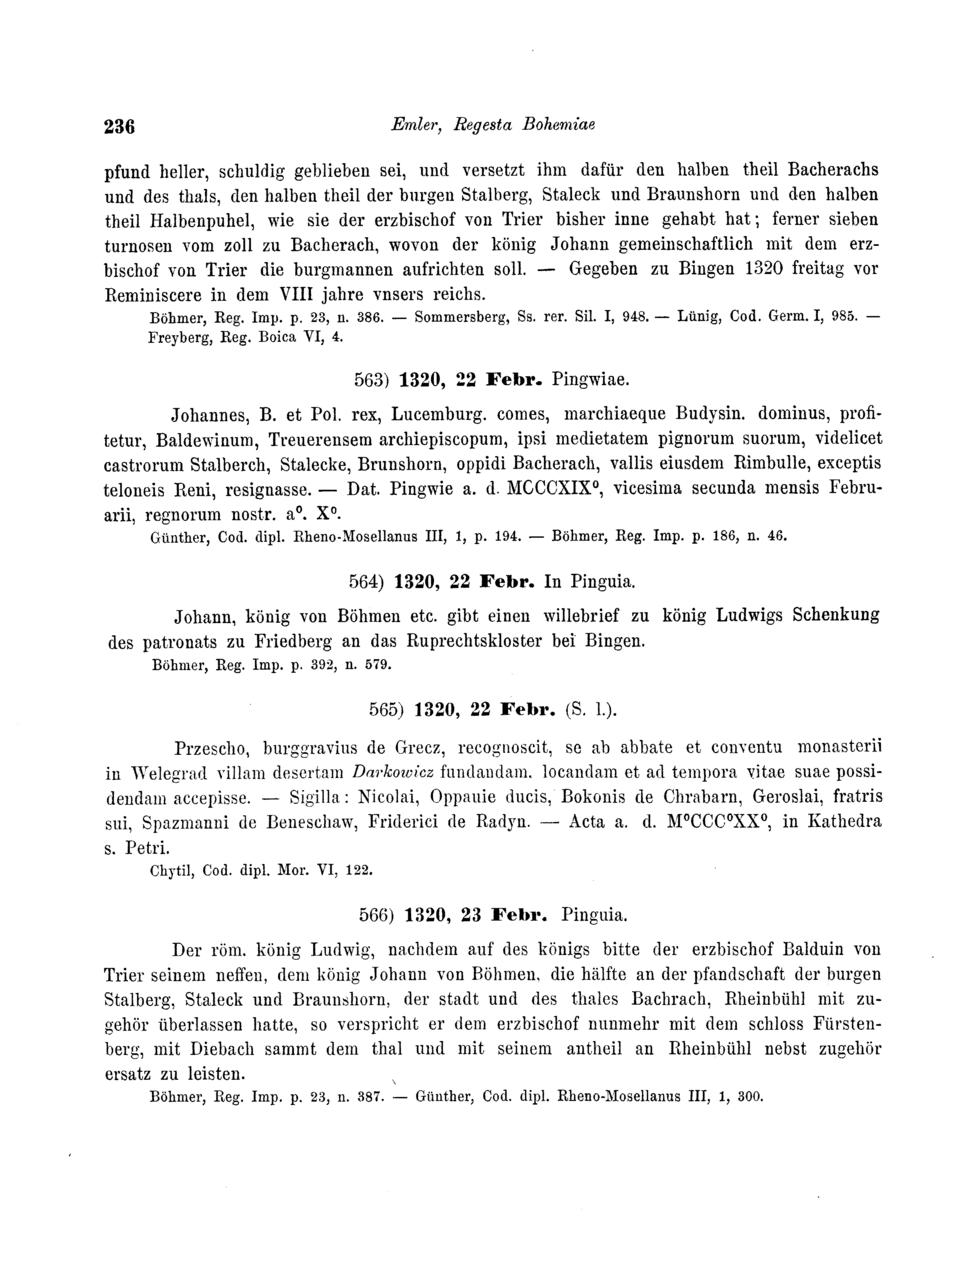 236 Emler, Regesta Bohemiae
pfund heller, schuldig geblieben sei, und versetzt ihm dafür den halben theil Bacherachs
und des thals, den halben theil der burgen Stalberg, Staleck und Braunshorn und den halben
theil Halbenpuhel, wie sie der erzbischof von Trier bisher inne gehabt hat; ferner sieben
turnosen vom zoll zu Bacherach, wovon der könig Johann gemeinschaftlich mit dem erz-
bischof von Trier die burgmannen aufrichten soll. — Gegeben zu Bingen 1320 freitag vor
Reminiscere in dem VIII jahre vnsers reichs.
Böhmer, Reg. Imp. p. 23, n. 386. — Sommersberg, Ss. rer. Sil. I, 948. — Lünig, Cod. Germ. I, 985. —
Freyberg, Reg. Boica VI, 4.
563) 1320, 22 Febr. Pingwiae.
Johannes, B. et Pol. rex, Lucemburg. comes, marchiaeque Budysin. dominus, profi-
tetur, Baldewinum, Treuerensem archiepiscopum, ipsi medietatem pignorum suorum, videlicet
castrorum Stalberch, Stalecke, Brunshorn, oppidi Bacherach, vallis eiusdem Rimbulle, exceptis
teloneis Reni, resignasse. — Dat. Pingwie a. d. MCCCXIX⁰, vicesima secunda mensis Febru-
arii, regnorum nostr. a⁰. X⁰.
Günther, Cod. dipl. Rheno-Mosellanus III, 1, p. 194. — Böhmer, Reg. Imp. p. 186, n. 46.
564) 1320, 22 Febr. In Pinguia.
Johann, könig von Böhmen etc. gibt einen willebrief zu könig Ludwigs Schenkung
des patronats zu Friedberg an das Ruprechtskloster bei Bingen.
Böhmer, Reg. Imp. p. 392, n. 579.
565) 1320, 22 Febr. (S. l.).
Przescho, burggravius de Grecz, recognoscit, se ab abbate et conventu monasterii
in Welegrad villam desertam Darkowicz fundandam. locandam et ad tempora vitae suae possi-
dendam accepisse. — Sigilla: Nicolai, Oppauie ducis, Bokonis de Chrabarn, Geroslai, fratris
sui, Spazmanni de Beneschaw, Friderici de Radyn. — Acta a. d. M⁰CCC⁰XX⁰, in Kathedra
s. Petri.
Chytil, Cod. dipl. Mor. VI, 122.
566) 1320, 23 Febr. Pinguia.
Der röm. könig Ludwig, nachdem auf des königs bitte der erzbischof Balduin von
Trier seinem neffen, dem könig Johann von Böhmen, die hälfte an der pfandschaft der burgen
Stalberg, Staleck und Braunshorn, der stadt und des thales Bachrach, Rheinbühl mit zu-
gehör überlassen hatte, so verspricht er dem erzbischof nunmehr mit dem schloss Fürsten-
berg, mit Diebach sammt dem thal und mit seinem antheil an Rheinbühl nebst zugehör
ersatz zu leisten.
Böhmer, Reg. Imp. p. 23, n. 387. — Günther, Cod. dipl. Rheno-Mosellanus III, 1, 300.